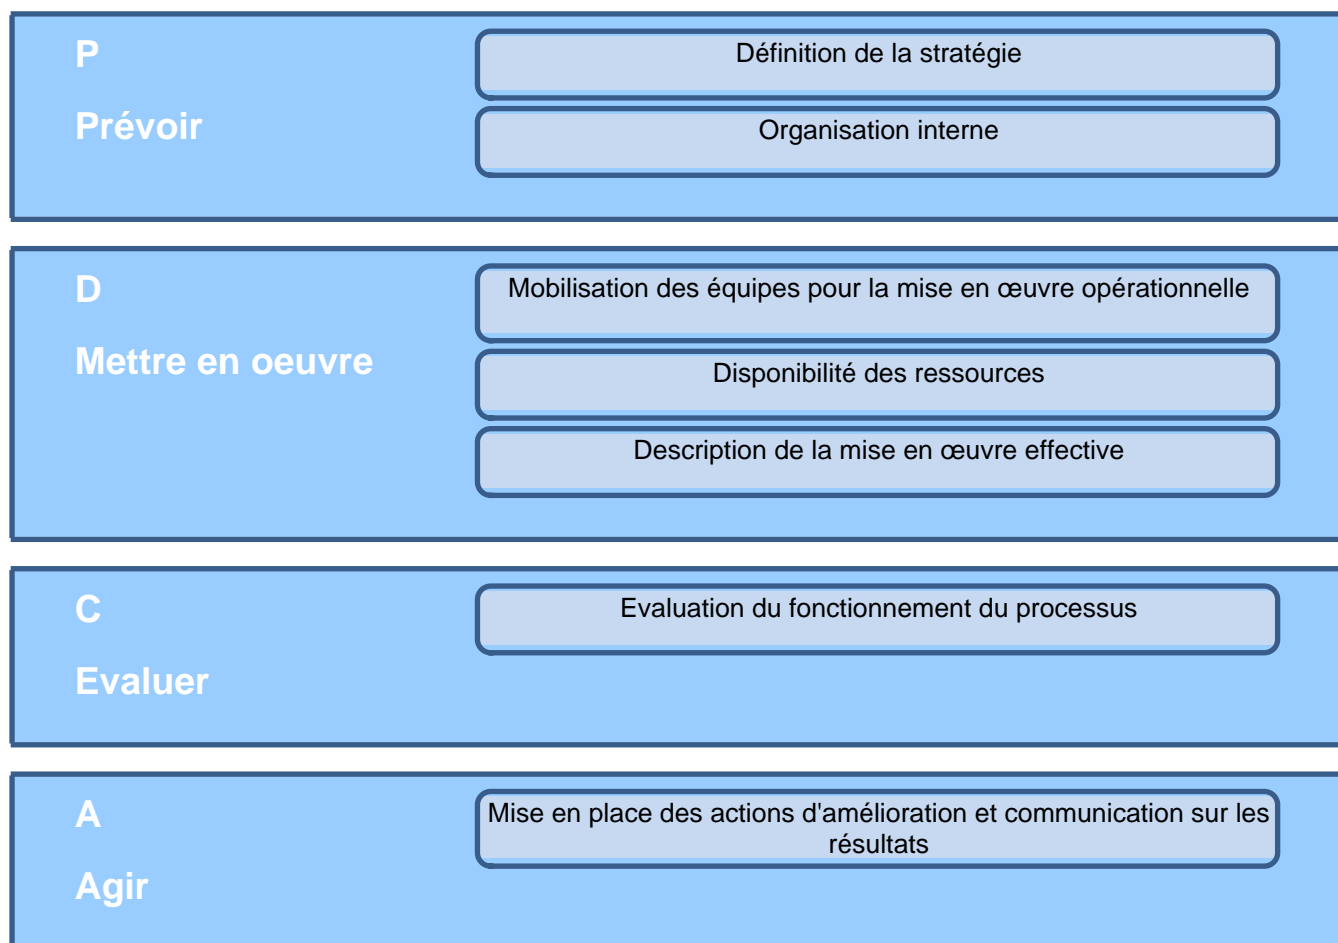 P
Prévoir
Définition de la stratégie
Organisation interne
D
Mettre en oeuvre
Mobilisation des équipes pour la mise en œuvre opérationnelle
Disponibilité des ressources
Description de la mise en œuvre effective
C
Evaluer
Evaluation du fonctionnement du processus
A
Agir
Mise en place des actions d'amélioration et communication sur les
résultats